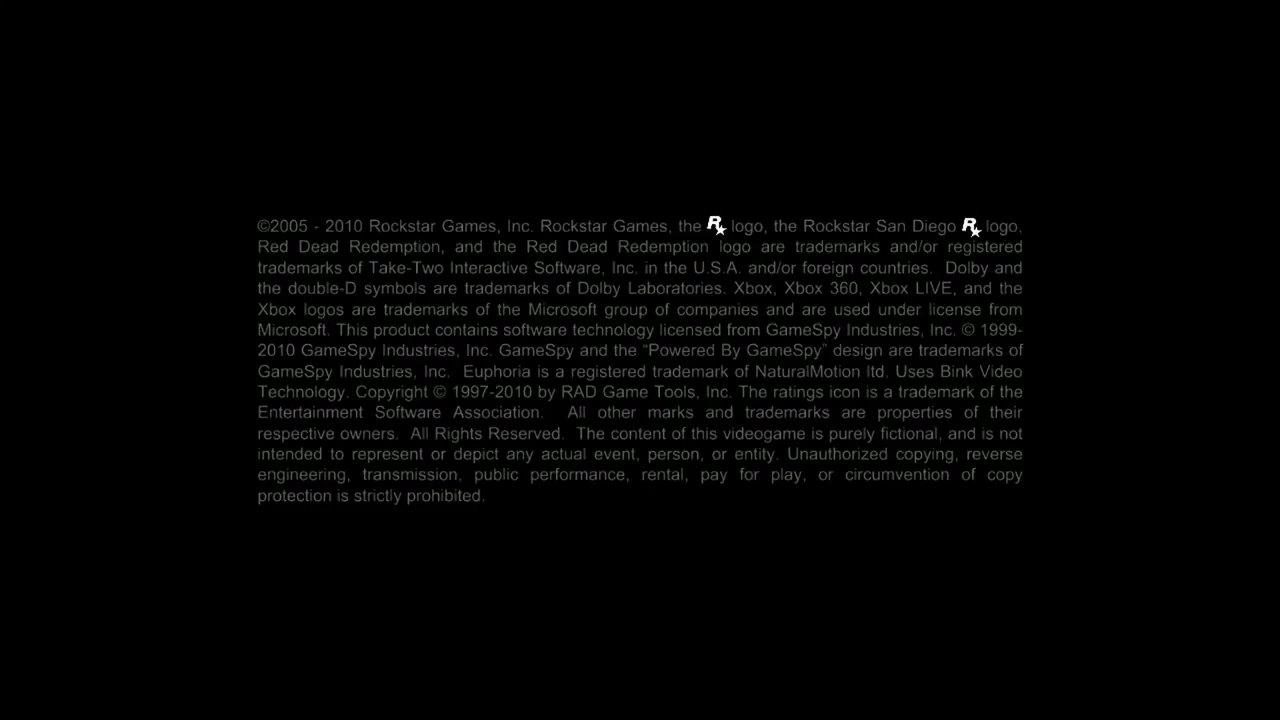 ©2005 - 2010 Rockstar Games, Inc. Rockstar Games, the R logo, the Rockstar San Diego R logo,
Red Dead Redemption, and the Red Dead Redemption logo are trademarks and/or registered
trademarks of Take-Two Interactive Software, Inc. in the U.S.A. and/or foreign countries. Dolby and
the double-D symbols are trademarks of Dolby Laboratories. Xbox, Xbox 360, Xbox LIVE, and the
Xbox logos are trademarks of the Microsoft group of companies and are used under license from
Microsoft. This product contains software technology licensed from GameSpy Industries, Inc. © 1999-
2010 GameSpy Industries, Inc. GameSpy and the “Powered By GameSpy” design are trademarks of
GameSpy Industries, Inc. Euphoria is a registered trademark of NaturalMotion ltd. Uses Bink Video
Technology. Copyright © 1997-2010 by RAD Game Tools, Inc. The ratings icon is a trademark of the
Entertainment Software Association. All other marks and trademarks are properties of their
respective owners. All Rights Reserved. The content of this videogame is purely fictional, and is not
intended to represent or depict any actual event, person, or entity. Unauthorized copying, reverse
engineering, transmission, public performance, rental, pay for play, or circumvention of copy
protection is strictly prohibited.